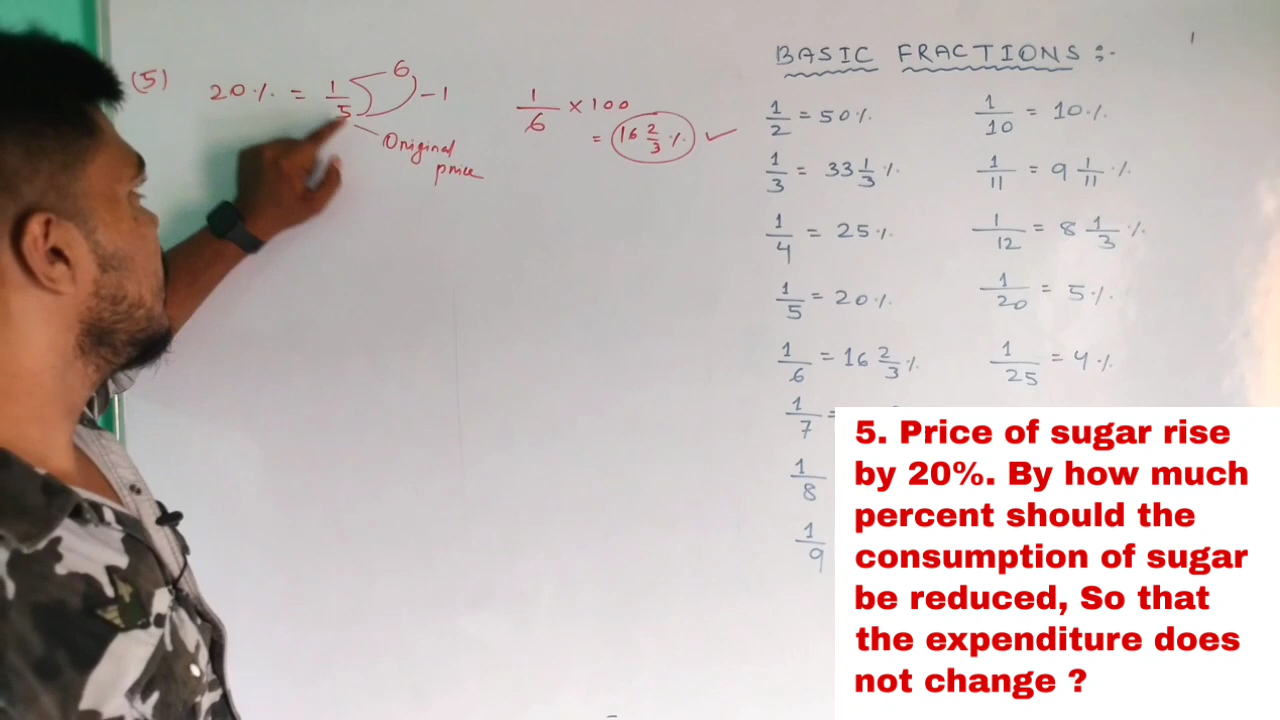 (5) 20% = 1/5 6 -1
Original price
1/6 × 100
= 16 2/3 %
BASIC FRACTIONS :-
1/2 = 50%
1/3 = 33 1/3 %
1/4 = 25%
1/5 = 20%
1/6 = 16 2/3 %
1/7 =
1/8
1/9
1/10 = 10%
1/11 = 9 1/11 %
1/12 = 8 1/3 %
1/20 = 5%
1/25 = 4%
5. Price of sugar rise
by 20%. By how much
percent should the
consumption of sugar
be reduced, So that
the expenditure does
not change ?